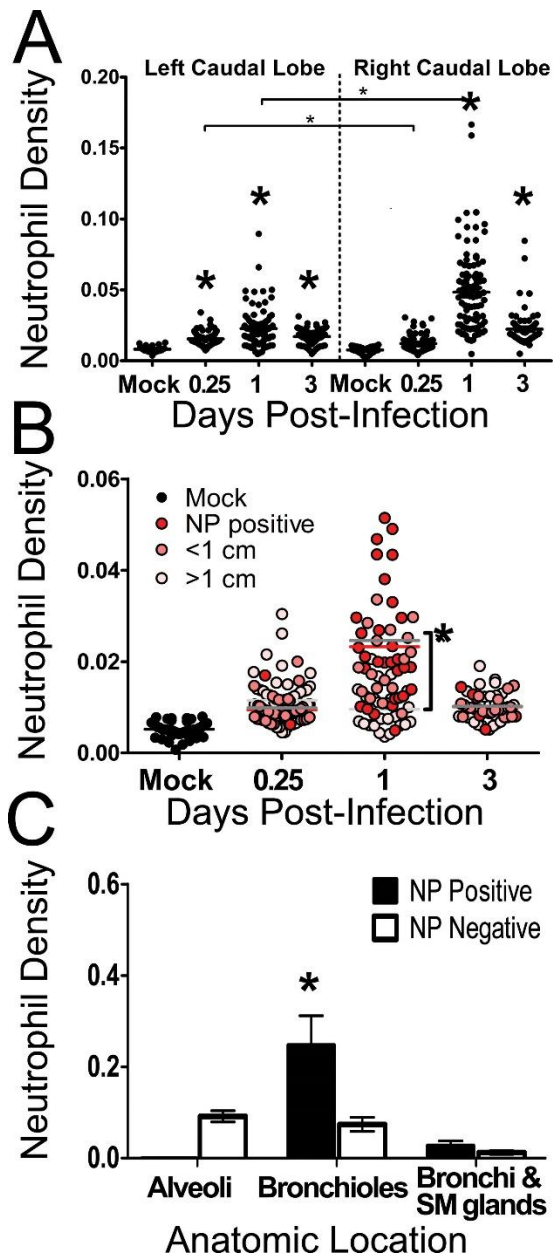 A
Left Caudal Lobe Right Caudal Lobe
* *
*
* * * *
0.20
0.15
0.10
0.05
0.00
Neutrophil Density
Mock 0.25 1 3 Mock 0.25 1 3
Days Post-Infection
B
Mock
NP positive
<1 cm
>1 cm
*
0.06
0.04
0.02
0.00
Neutrophil Density
Mock 0.25 1 3
Days Post-Infection
C
NP Positive
NP Negative
*
0.6
0.4
0.2
0.0
Neutrophil Density
Alveoli Bronchioles Bronchi &
SM glands
Anatomic Location